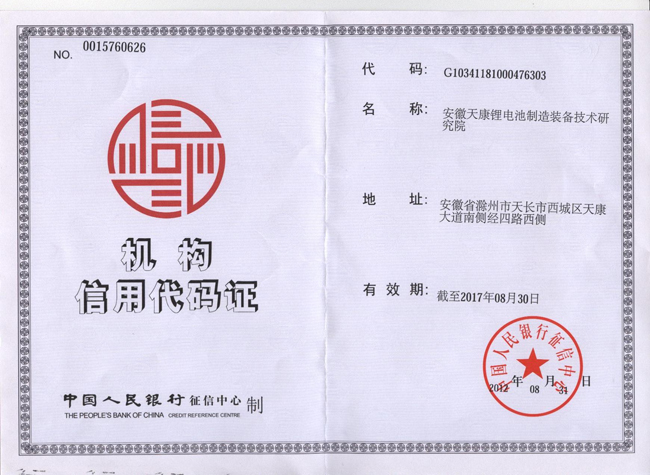 NO. 0015760626
机构
信用代码证
中国人民银行征信中心 制
THE PEOPLE'S BANK OF CHINA CREDIT REFERENCE CENTRE
代 码: G10341181000476303
名 称: 安徽天康锂电池制造装备技术研
究院
地 址: 安徽省滁州市天长市西城区天康
大道南侧经四路西侧
有 效 期: 截至2017年08月30日
中国人民银行征信中心
2012 年 08 月 31 日